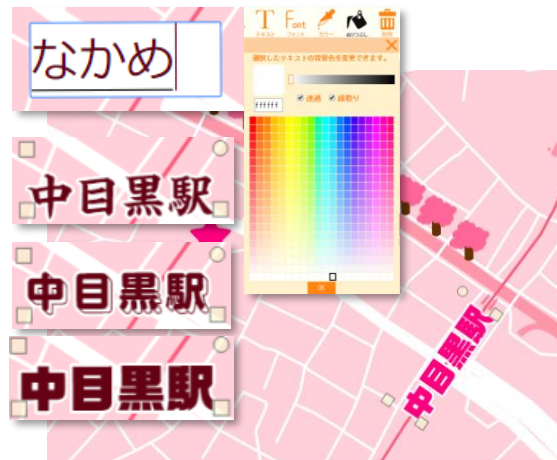 なかめ
T Font
テキスト フォント カラー ぬりつぶし 削除
選択したテキストの背景色を変更できます。
ffffff
透過 縁取り
OK
中目黒駅
中目黒駅
中目黒駅
中目黒駅